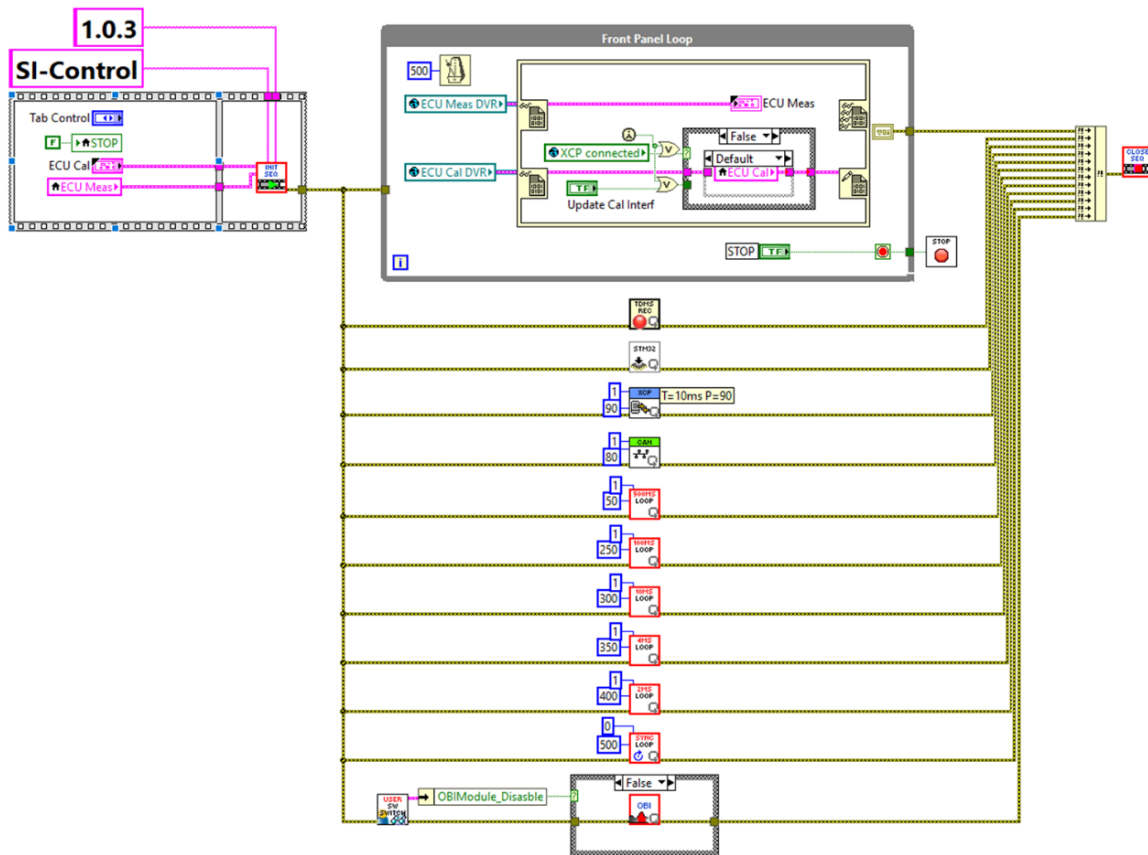 1.0.3
SI-Control
Tab Control
F
STOP
ECU Cal
ECU Meas
INIT
SEQ
Front Panel Loop
500
ECU Meas DVR
ECU Meas
XCP connected
False
Default
ECU Cal DVR
ECU Cal
TF
Update Cal Interf
STOP
TF
i
STOP
CLOSE
SEQ
TDMS
REC
STM32
1
90
XCP
T=10ms P=90
1
80
CAN
1
50
500MS
LOOP
1
250
100MS
LOOP
1
300
10MS
LOOP
1
350
4MS
LOOP
1
400
2MS
LOOP
0
500
SYNC
LOOP
USER
SW
SWITCH
OBIModule_Disasble
?
False
OBI